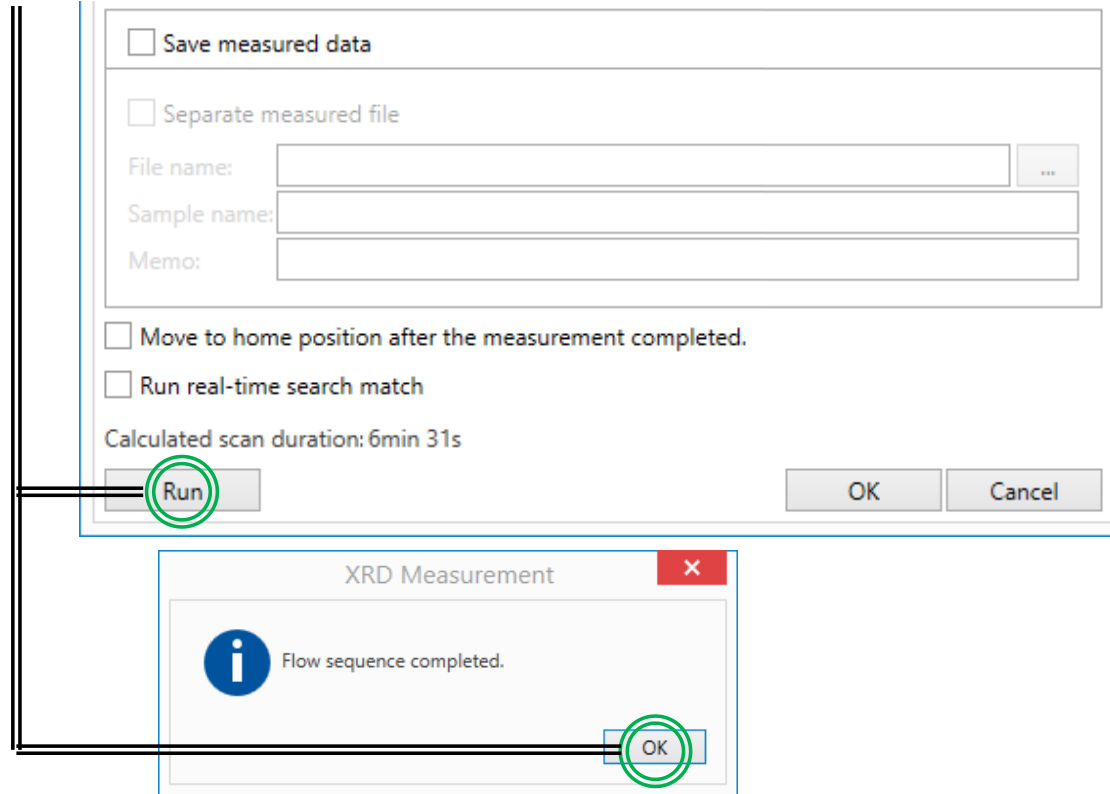 Save measured data
Separate measured file
File name:
...
Sample name:
Memo:
Move to home position after the measurement completed.
Run real-time search match
Calculated scan duration: 6min 31s
Run OK Cancel
XRD Measurement
Flow sequence completed.
OK